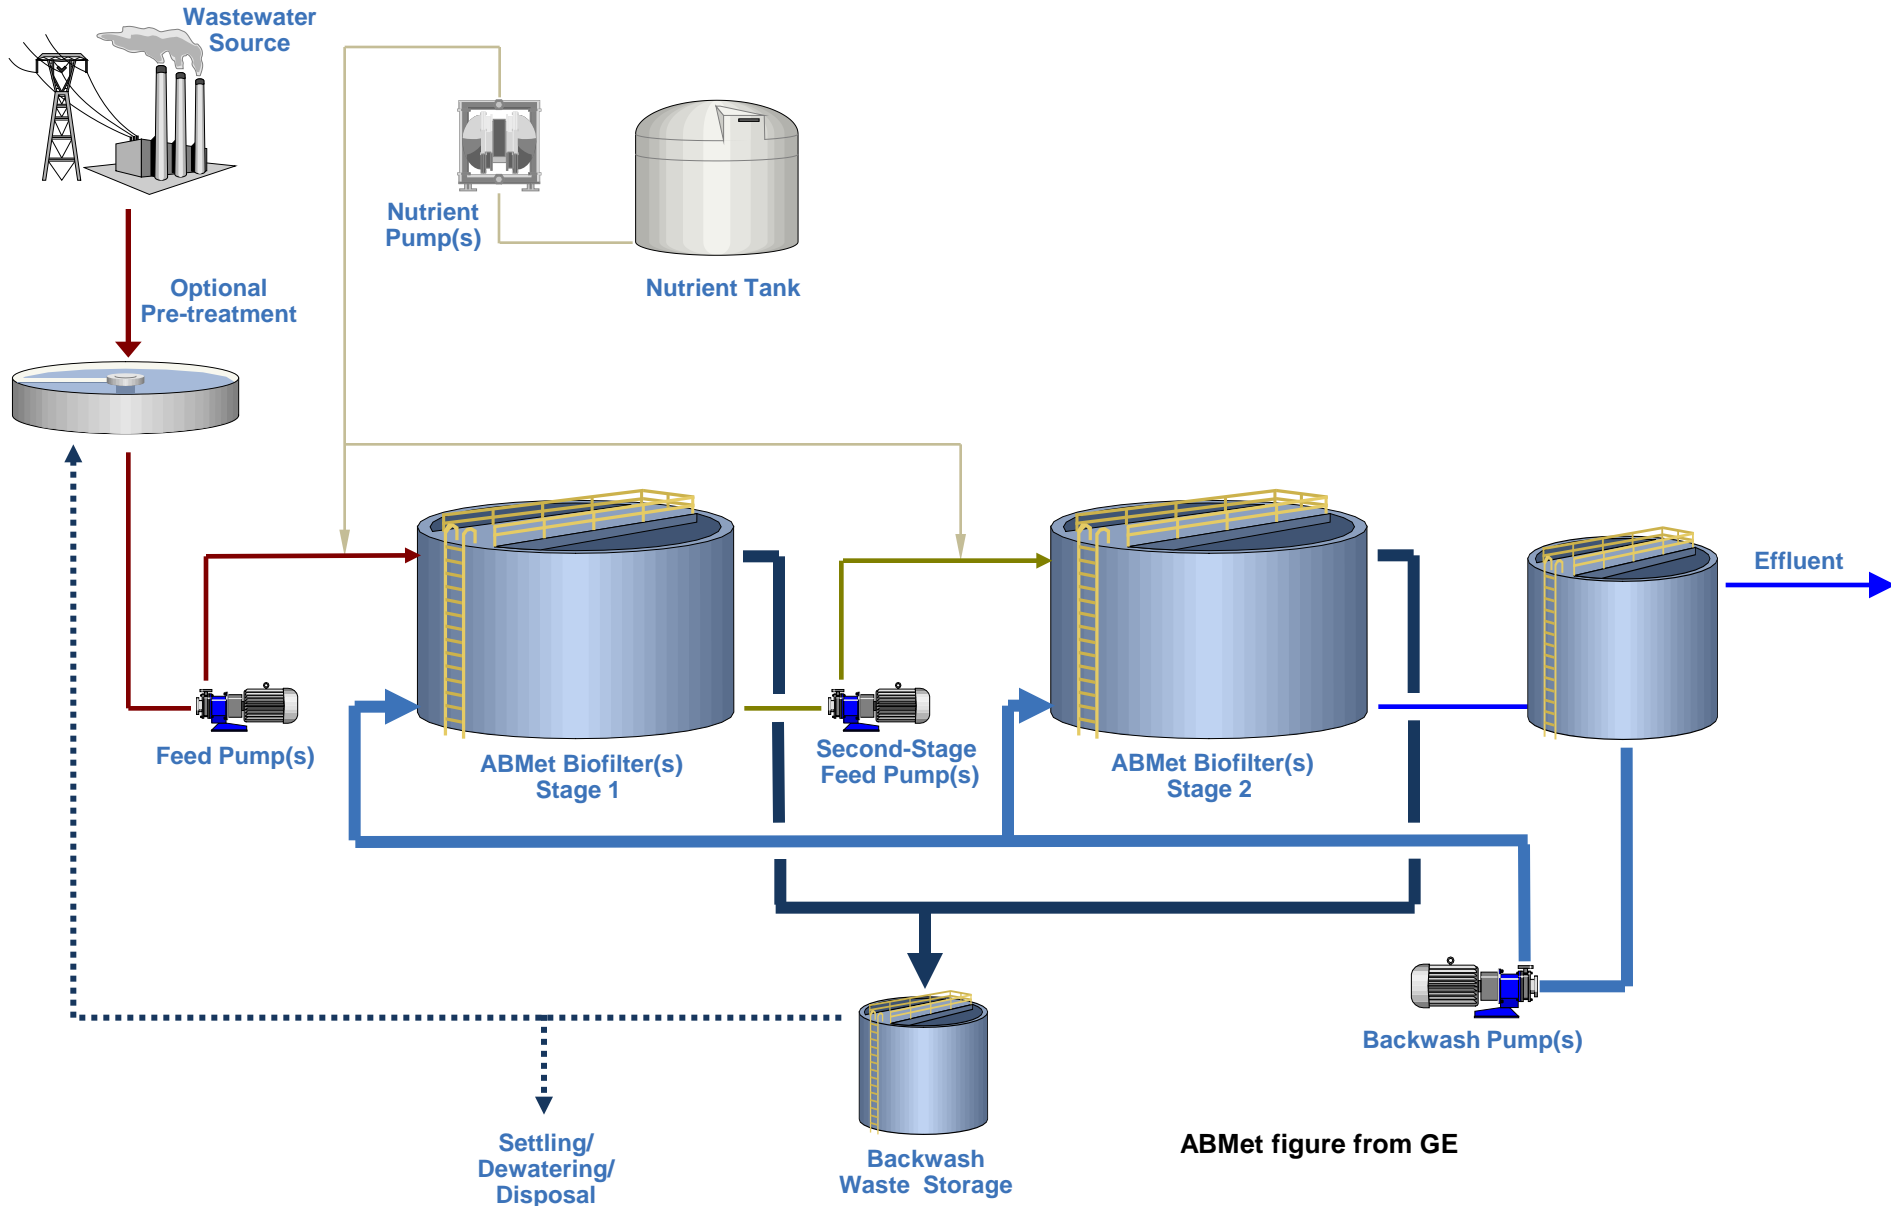 Wastewater
Source
Nutrient
Pump(s)
Nutrient Tank
Optional
Pre-treatment
Effluent
Feed Pump(s)
ABMet Biofilter(s)
Stage 1
Second-Stage
Feed Pump(s)
ABMet Biofilter(s)
Stage 2
Backwash Pump(s)
Settling/
Dewatering/
Disposal
Backwash
Waste Storage
ABMet figure from GE